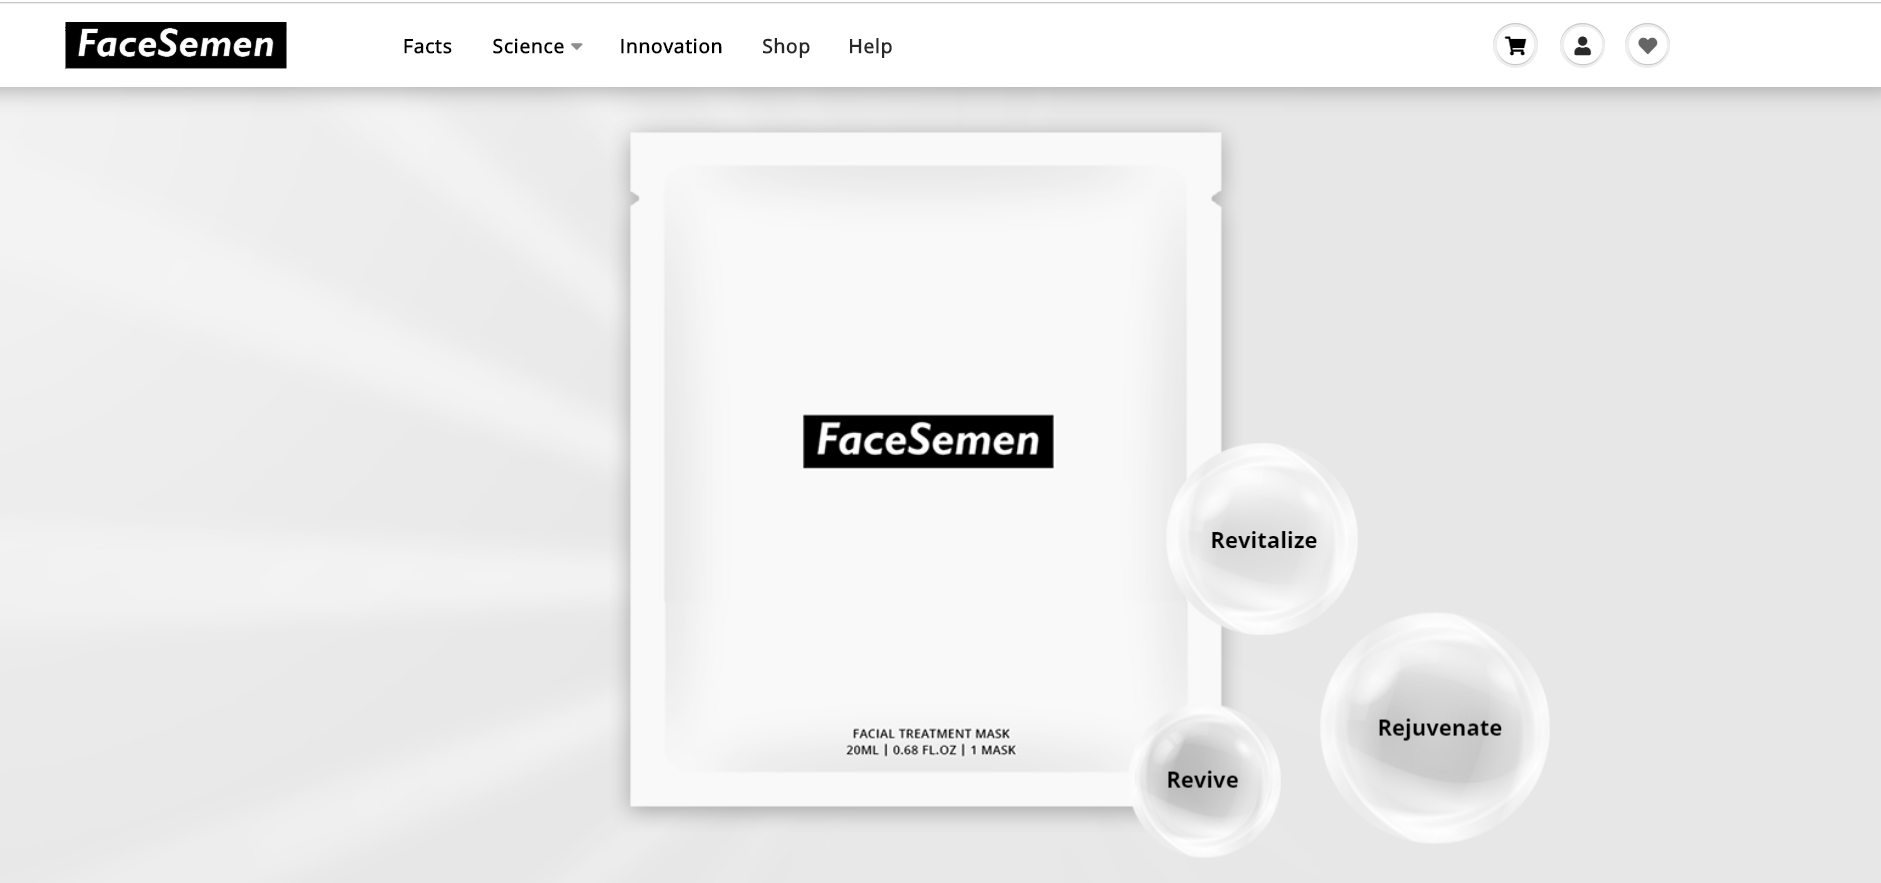 FaceSemen
Facts
Science
Innovation
Shop
Help
FaceSemen
Revitalize
Rejuvenate
FACIAL TREATMENT MASK
20ML | 0.68 FL.OZ | 1 MASK
Revive